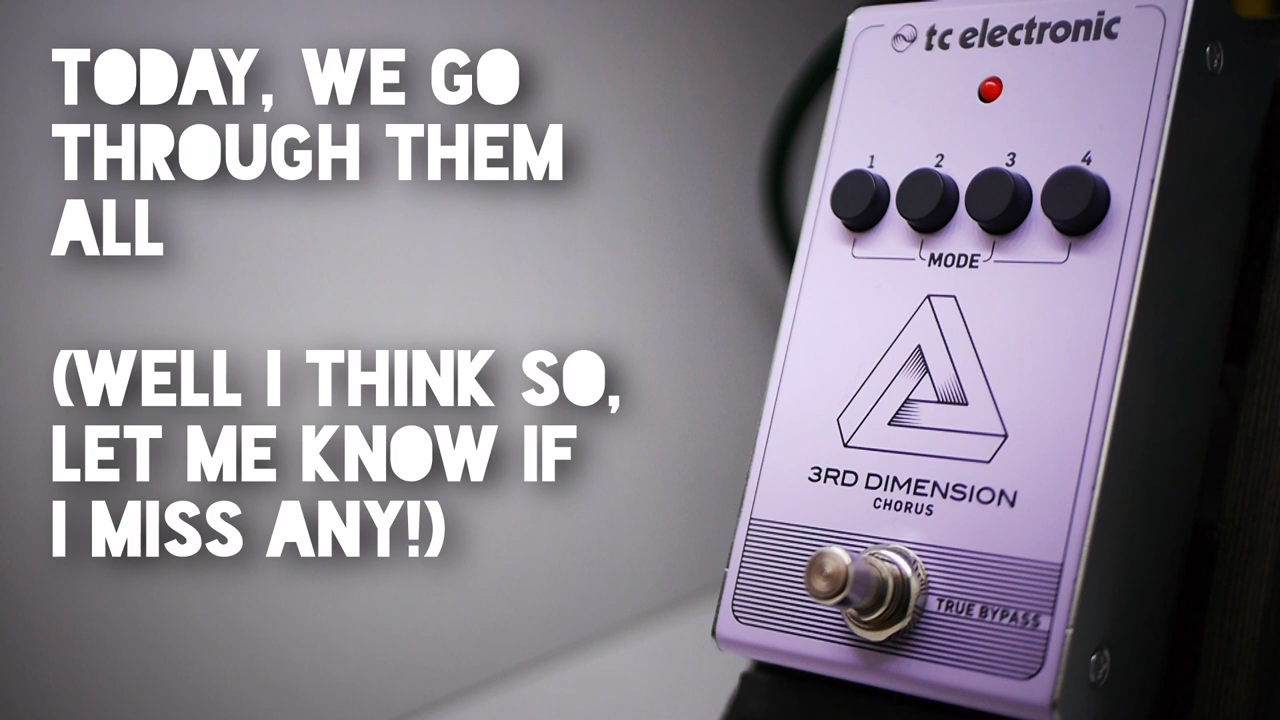 TODAY, WE GO
THROUGH THEM
ALL
(WELL I THINK SO,
LET ME KNOW IF
I MISS ANY!)
tc electronic
1 2 3 4
MODE
3RD DIMENSION
CHORUS
TRUE BYPASS